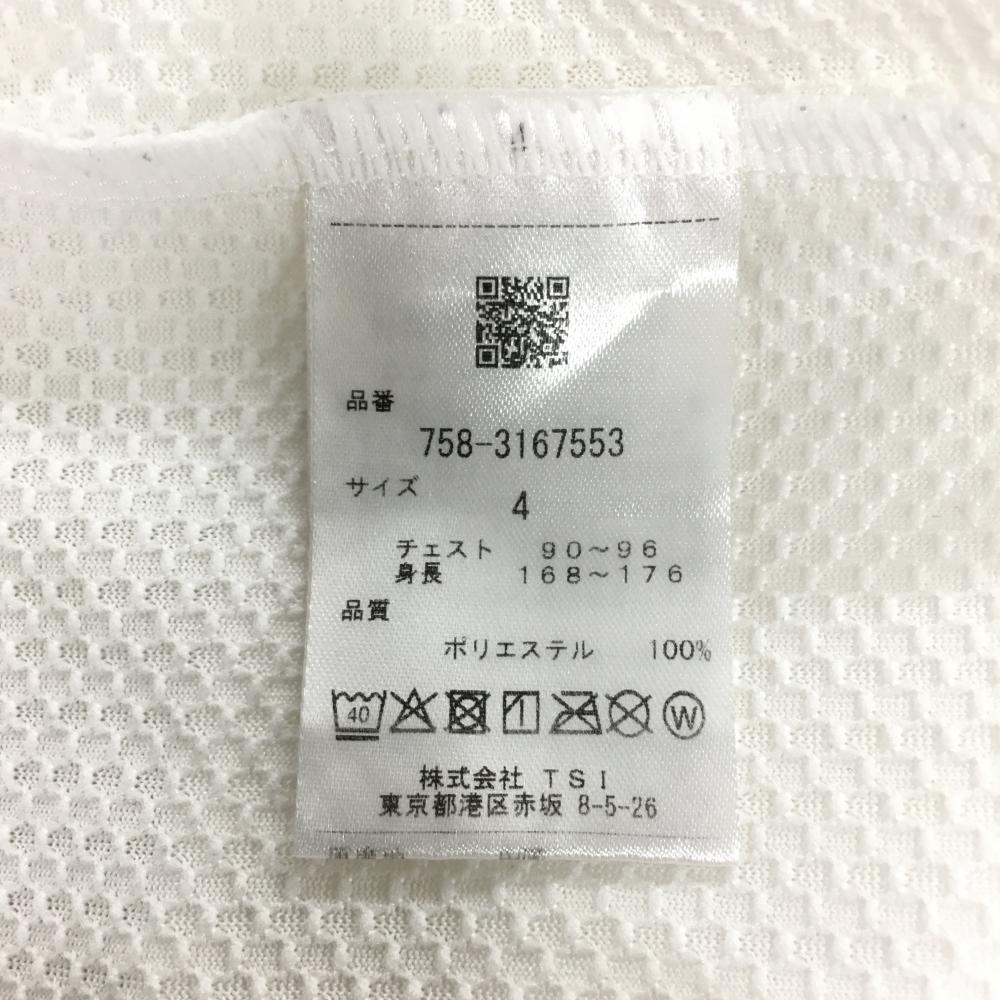 4
品番
758-3167553
サイズ
4
チェスト 90～96
身長 168～176
品質
ポリエステル 100%
40
W
株式会社 TSI
東京都港区赤坂 8-5-26